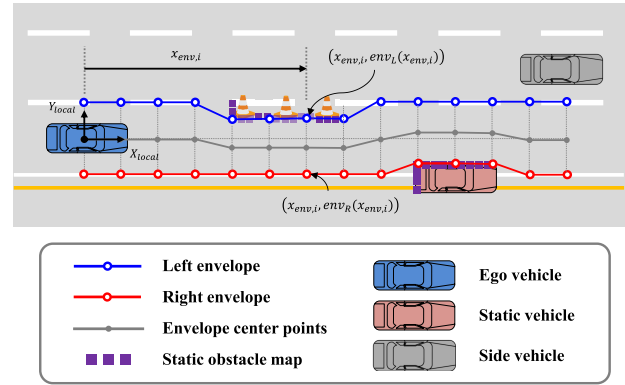 x_{env,i}
(x_{env,i}, env_L(x_{env,i}))
Y_{local}
X_{local}
(x_{env,i}, env_R(x_{env,i}))
Left envelope
Ego vehicle
Right envelope
Static vehicle
Envelope center points
Side vehicle
Static obstacle map